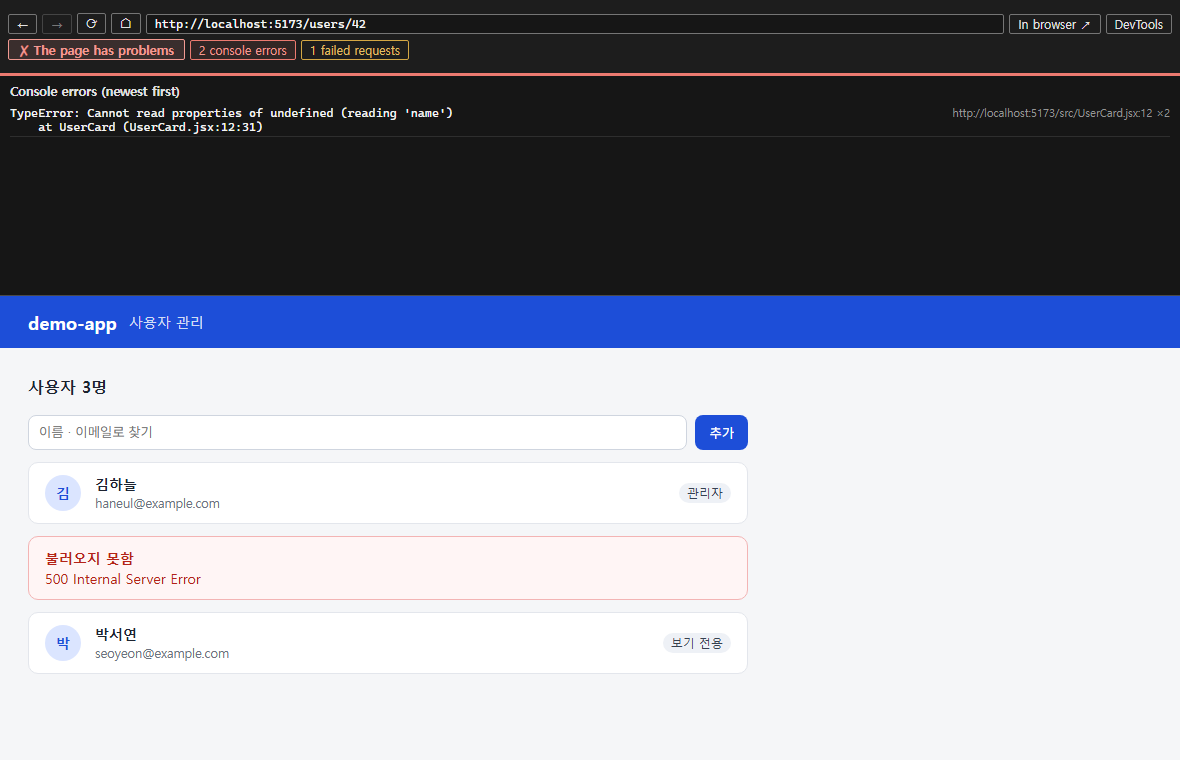 http://localhost:5173/users/42
In browser ↗
DevTools
✗ The page has problems
2 console errors
1 failed requests
Console errors (newest first)
TypeError: Cannot read properties of undefined (reading 'name')
http://localhost:5173/src/UserCard.jsx:12 ×2
at UserCard (UserCard.jsx:12:31)
demo-app 사용자 관리
사용자 3명
이름 · 이메일로 찾기
추가
김
김하늘
haneul@example.com
관리자
불러오지 못함
500 Internal Server Error
박
박서연
seoyeon@example.com
보기 전용